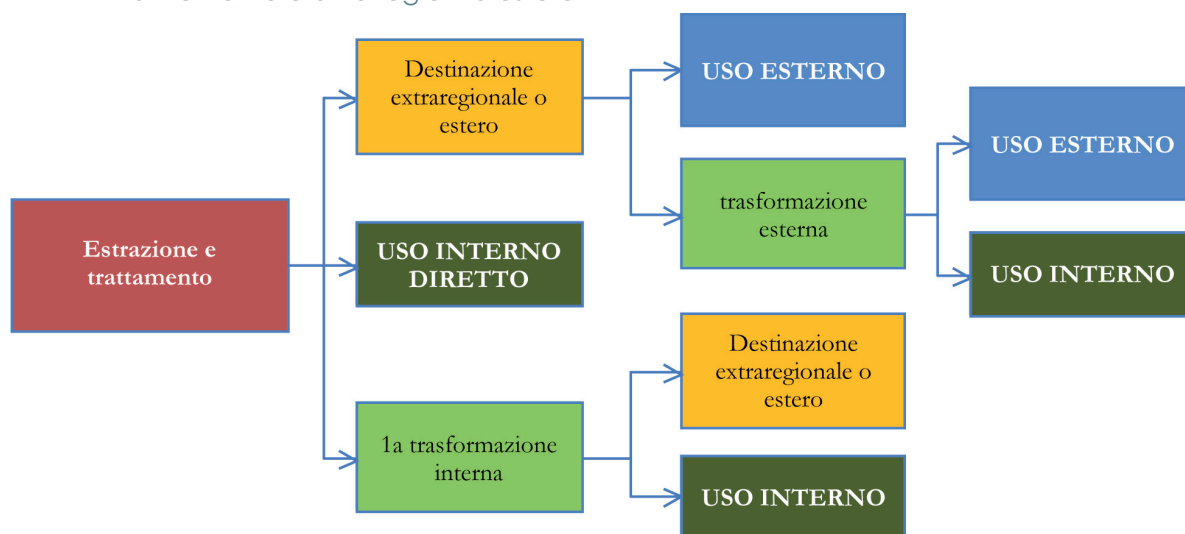 Destinazione
extraregionale o
estero
USO ESTERNO
USO ESTERNO
trasformazione
esterna
Estrazione e
trattamento
USO INTERNO
DIRETTO
USO INTERNO
Destinazione
extraregionale o
estero
1a trasformazione
interna
USO INTERNO